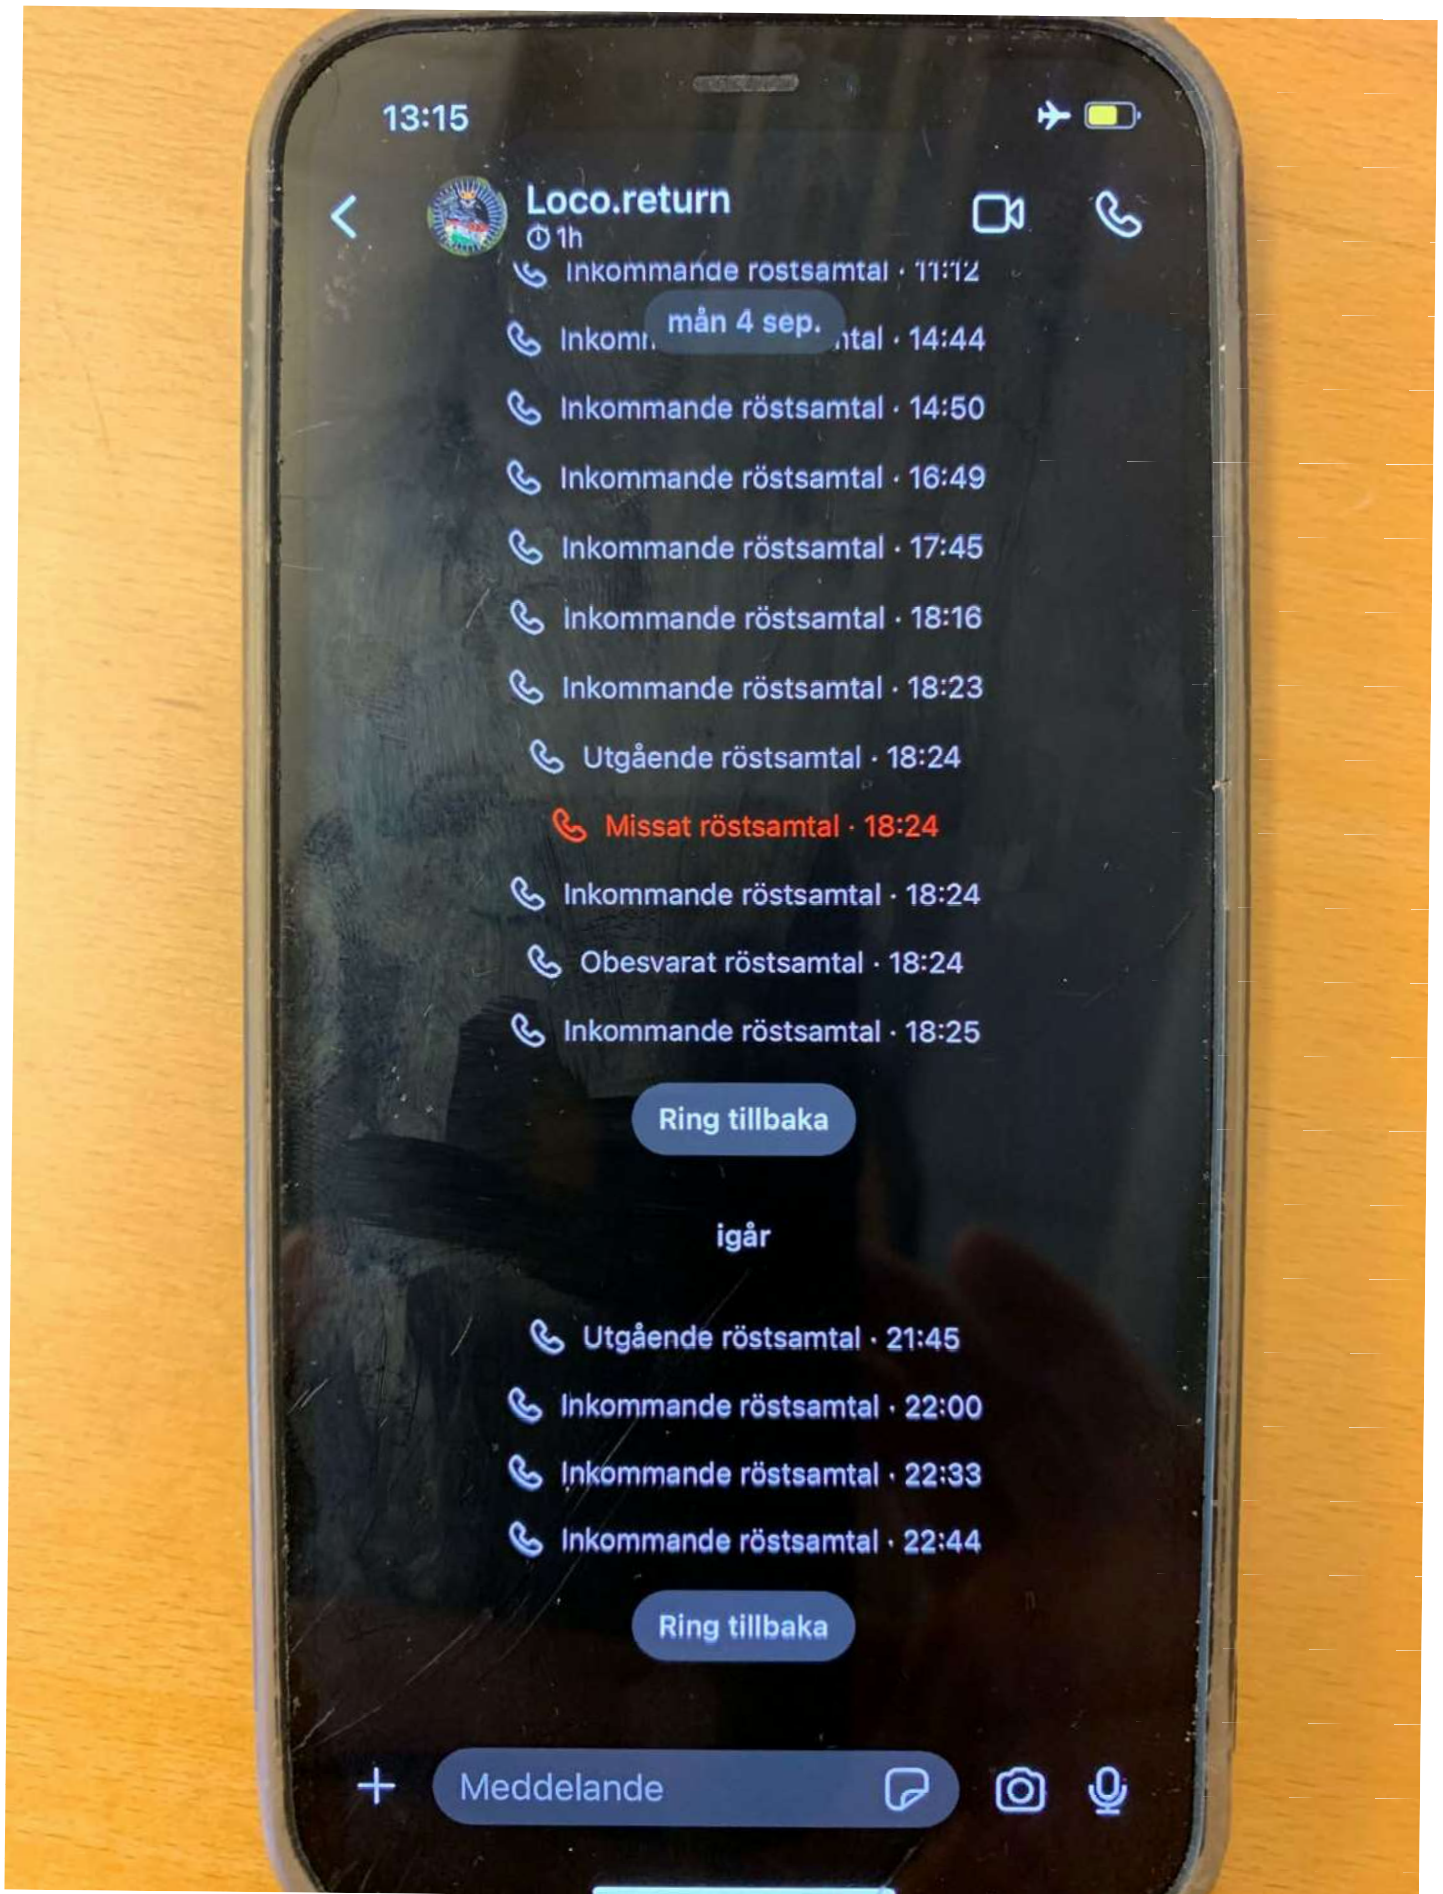 13:15
Loco.return
1h
Inkommande röstsamtal · 11:12
mån 4 sep.
Inkom ntal · 14:44
Inkommande röstsamtal · 14:50
Inkommande röstsamtal · 16:49
Inkommande röstsamtal · 17:45
Inkommande röstsamtal · 18:16
Inkommande röstsamtal · 18:23
Utgående röstsamtal · 18:24
Missat röstsamtal · 18:24
Inkommande röstsamtal · 18:24
Obesvarat röstsamtal · 18:24
Inkommande röstsamtal · 18:25
Ring tillbaka
igår
Utgående röstsamtal · 21:45
Inkommande röstsamtal · 22:00
Inkommande röstsamtal · 22:33
Inkommande röstsamtal · 22:44
Ring tillbaka
Meddelande